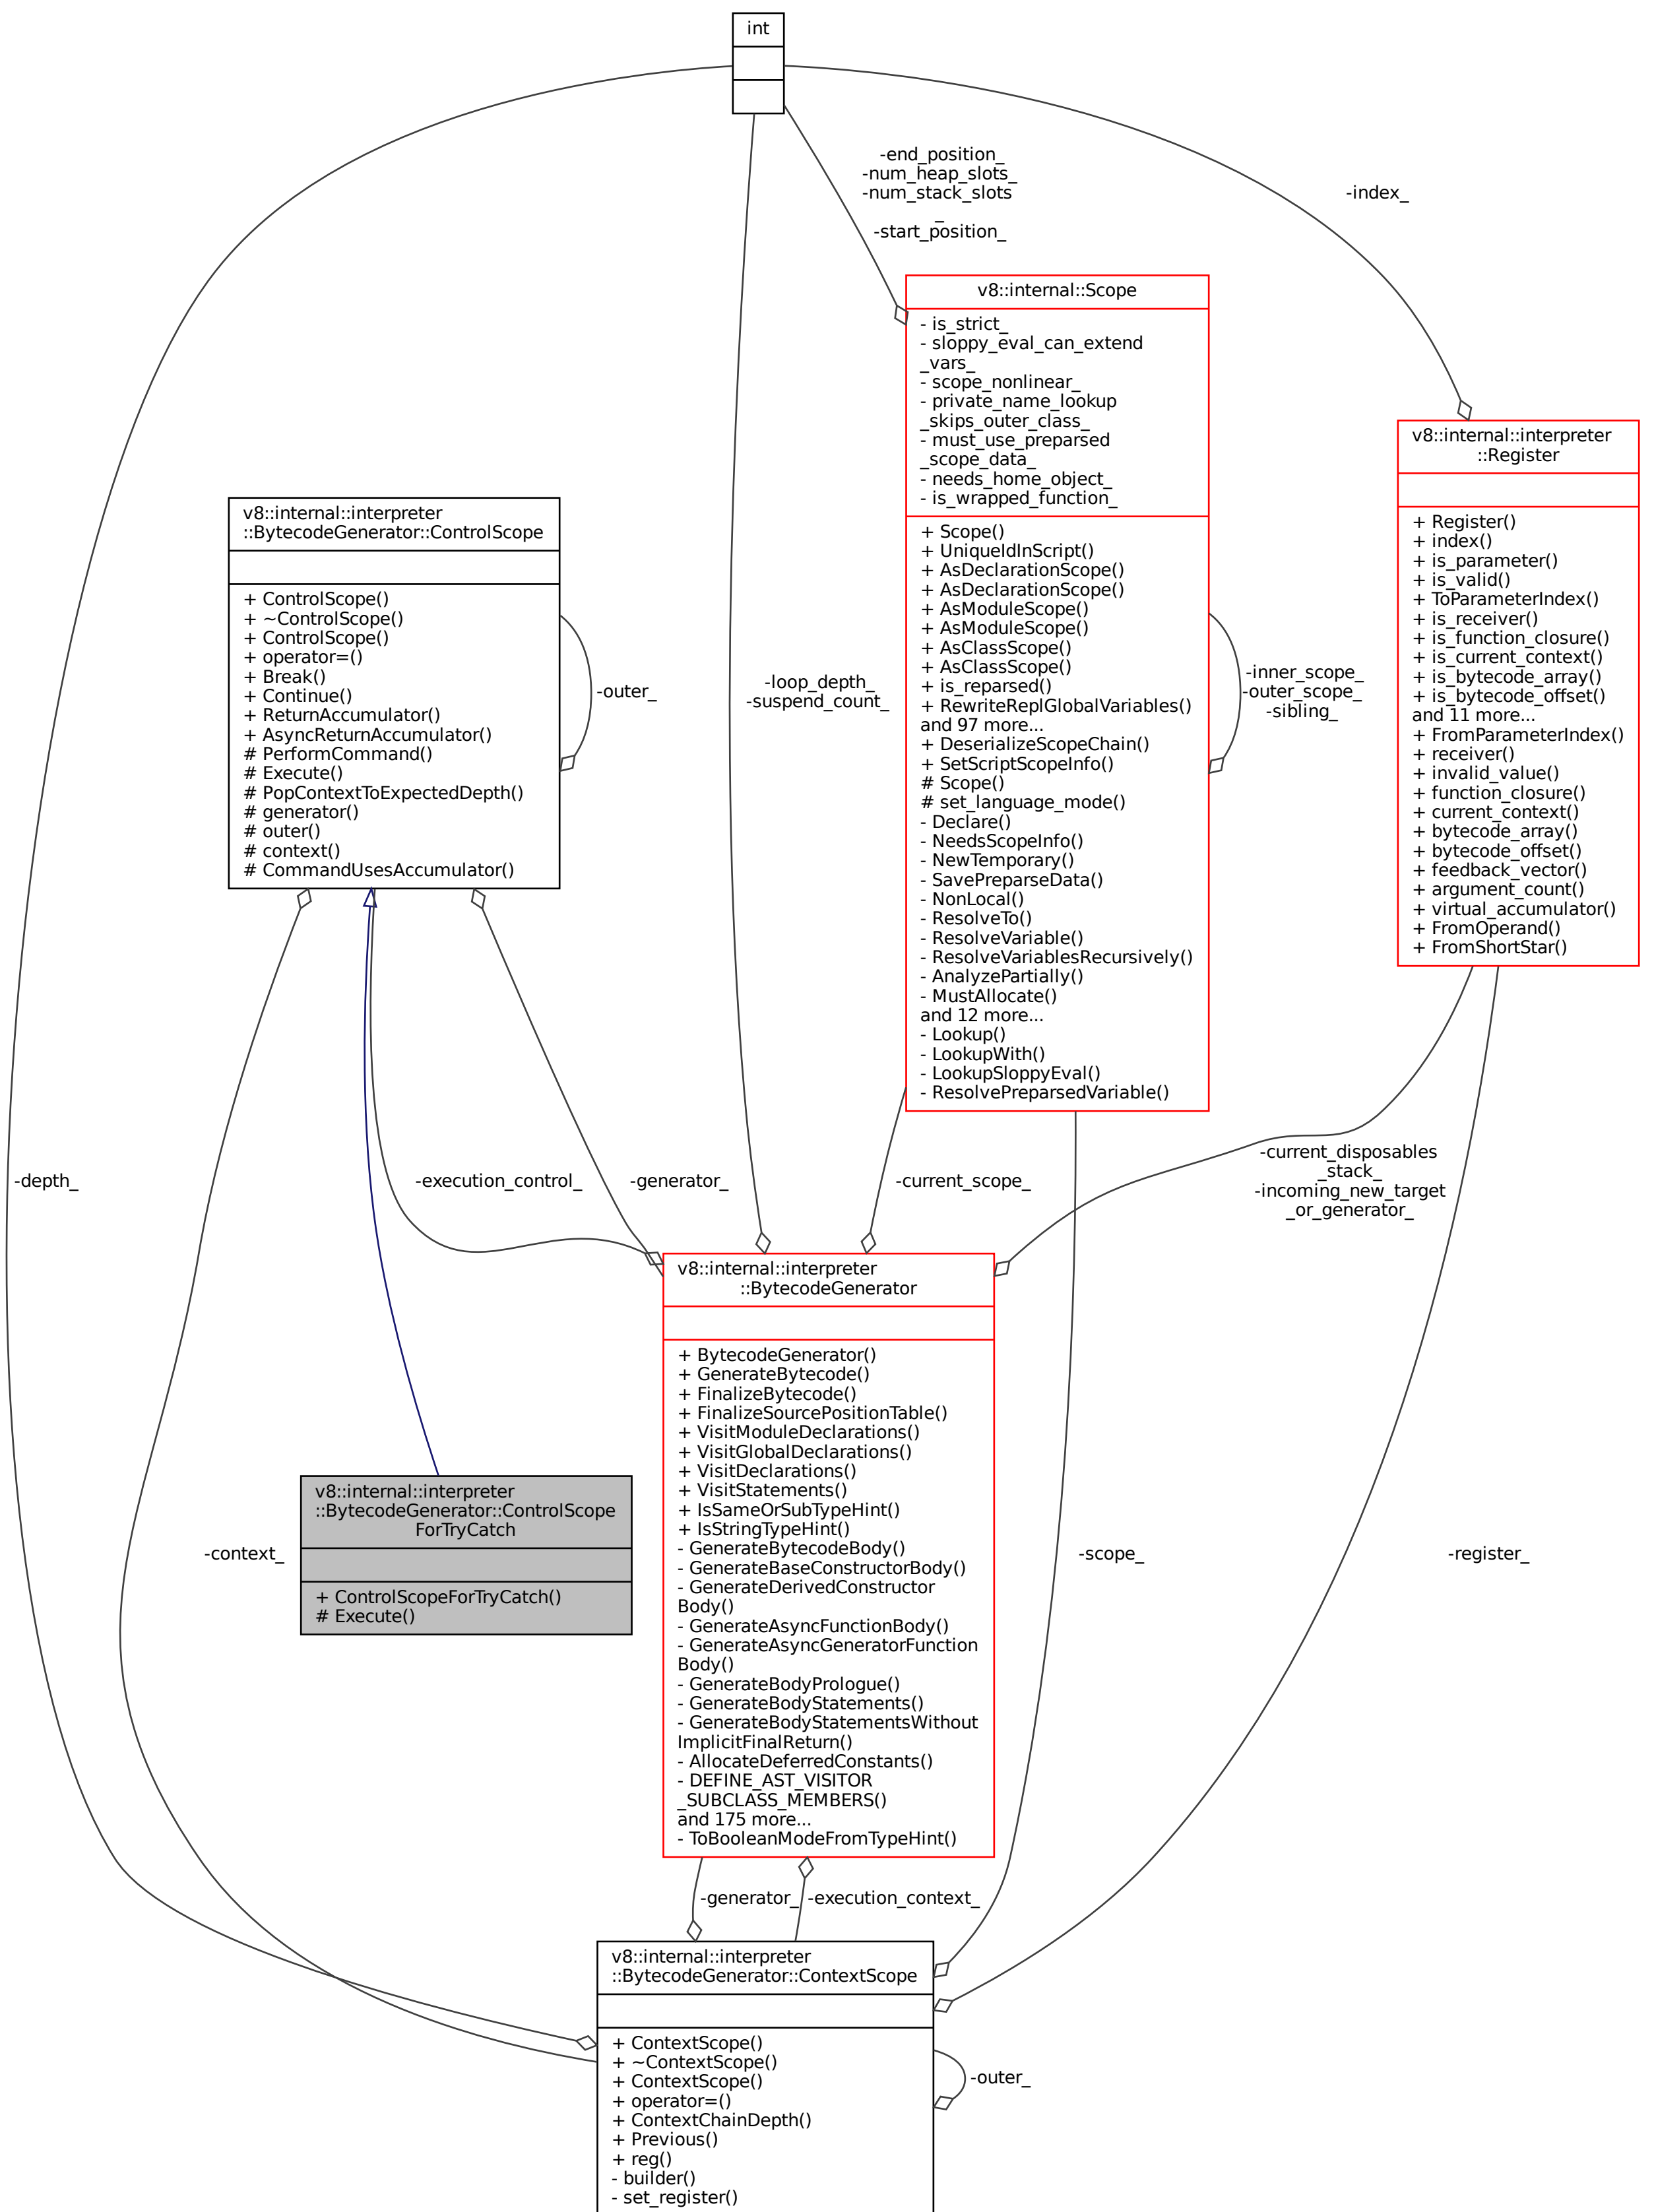 int
-end_position_
-num_heap_slots_
-num_stack_slots
_
-start_position_
-index_
v8::internal::Scope
- is_strict_
- sloppy_eval_can_extend
_vars_
- scope_nonlinear_
- private_name_lookup
_skips_outer_class_
- must_use_preparsed
_scope_data_
- needs_home_object_
- is_wrapped_function_
+ Scope()
+ UniqueIdInScript()
+ AsDeclarationScope()
+ AsDeclarationScope()
+ AsModuleScope()
+ AsModuleScope()
+ AsClassScope()
+ AsClassScope()
+ is_reparsed()
+ RewriteReplGlobalVariables()
and 97 more...
+ DeserializeScopeChain()
+ SetScriptScopeInfo()
# Scope()
# set_language_mode()
- Declare()
- NeedsScopeInfo()
- NewTemporary()
- SavePreparseData()
- NonLocal()
- ResolveTo()
- ResolveVariable()
- ResolveVariablesRecursively()
- AnalyzePartially()
- MustAllocate()
and 12 more...
- Lookup()
- LookupWith()
- LookupSloppyEval()
- ResolvePreparsedVariable()
v8::internal::interpreter
::Register
+ Register()
+ index()
+ is_parameter()
+ is_valid()
+ ToParameterIndex()
+ is_receiver()
+ is_function_closure()
+ is_current_context()
+ is_bytecode_array()
+ is_bytecode_offset()
and 11 more...
+ FromParameterIndex()
+ receiver()
+ invalid_value()
+ function_closure()
+ current_context()
+ bytecode_array()
+ bytecode_offset()
+ feedback_vector()
+ argument_count()
+ virtual_accumulator()
+ FromOperand()
+ FromShortStar()
v8::internal::interpreter
::BytecodeGenerator::ControlScope
+ ControlScope()
+ ~ControlScope()
+ ControlScope()
+ operator=()
+ Break()
+ Continue()
+ ReturnAccumulator()
+ AsyncReturnAccumulator()
# PerformCommand()
# Execute()
# PopContextToExpectedDepth()
# generator()
# outer()
# context()
# CommandUsesAccumulator()
-outer_
-loop_depth_
-suspend_count_
-inner_scope_
-outer_scope_
-sibling_
-depth_
-execution_control_
-generator_
-current_scope_
-current_disposables
_stack_
-incoming_new_target
_or_generator_
v8::internal::interpreter
::BytecodeGenerator
+ BytecodeGenerator()
+ GenerateBytecode()
+ FinalizeBytecode()
+ FinalizeSourcePositionTable()
+ VisitModuleDeclarations()
+ VisitGlobalDeclarations()
+ VisitDeclarations()
+ VisitStatements()
+ IsSameOrSubTypeHint()
+ IsStringTypeHint()
- GenerateBytecodeBody()
- GenerateBaseConstructorBody()
- GenerateDerivedConstructor
Body()
- GenerateAsyncFunctionBody()
- GenerateAsyncGeneratorFunction
Body()
- GenerateBodyPrologue()
- GenerateBodyStatements()
- GenerateBodyStatementsWithout
ImplicitFinalReturn()
- AllocateDeferredConstants()
- DEFINE_AST_VISITOR
_SUBCLASS_MEMBERS()
and 175 more...
- ToBooleanModeFromTypeHint()
v8::internal::interpreter
::BytecodeGenerator::ControlScope
ForTryCatch
+ ControlScopeForTryCatch()
# Execute()
-context_
-scope_
-register_
-generator_
-execution_context_
v8::internal::interpreter
::BytecodeGenerator::ContextScope
+ ContextScope()
+ ~ContextScope()
+ ContextScope()
+ operator=()
+ ContextChainDepth()
+ Previous()
+ reg()
- builder()
- set_register()
-outer_